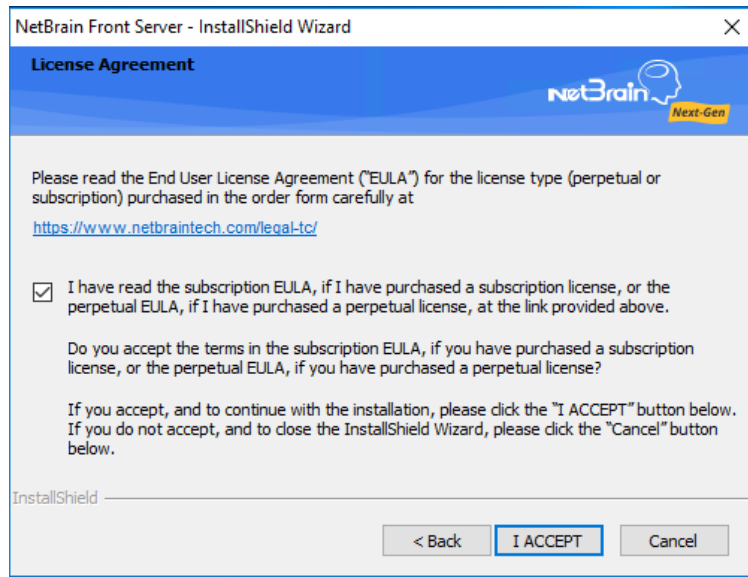 NetBrain Front Server - InstallShield Wizard
License Agreement
NetBrain
Next-Gen
Please read the End User License Agreement ("EULA") for the license type (perpetual or
subscription) purchased in the order form carefully at
https://www.netbraintech.com/legal-tc/
I have read the subscription EULA, if I have purchased a subscription license, or the
perpetual EULA, if I have purchased a perpetual license, at the link provided above.
Do you accept the terms in the subscription EULA, if you have purchased a subscription
license, or the perpetual EULA, if you have purchased a perpetual license?
If you accept, and to continue with the installation, please click the "I ACCEPT" button below.
If you do not accept, and to close the InstallShield Wizard, please click the "Cancel" button
below.
InstallShield
< Back I ACCEPT Cancel